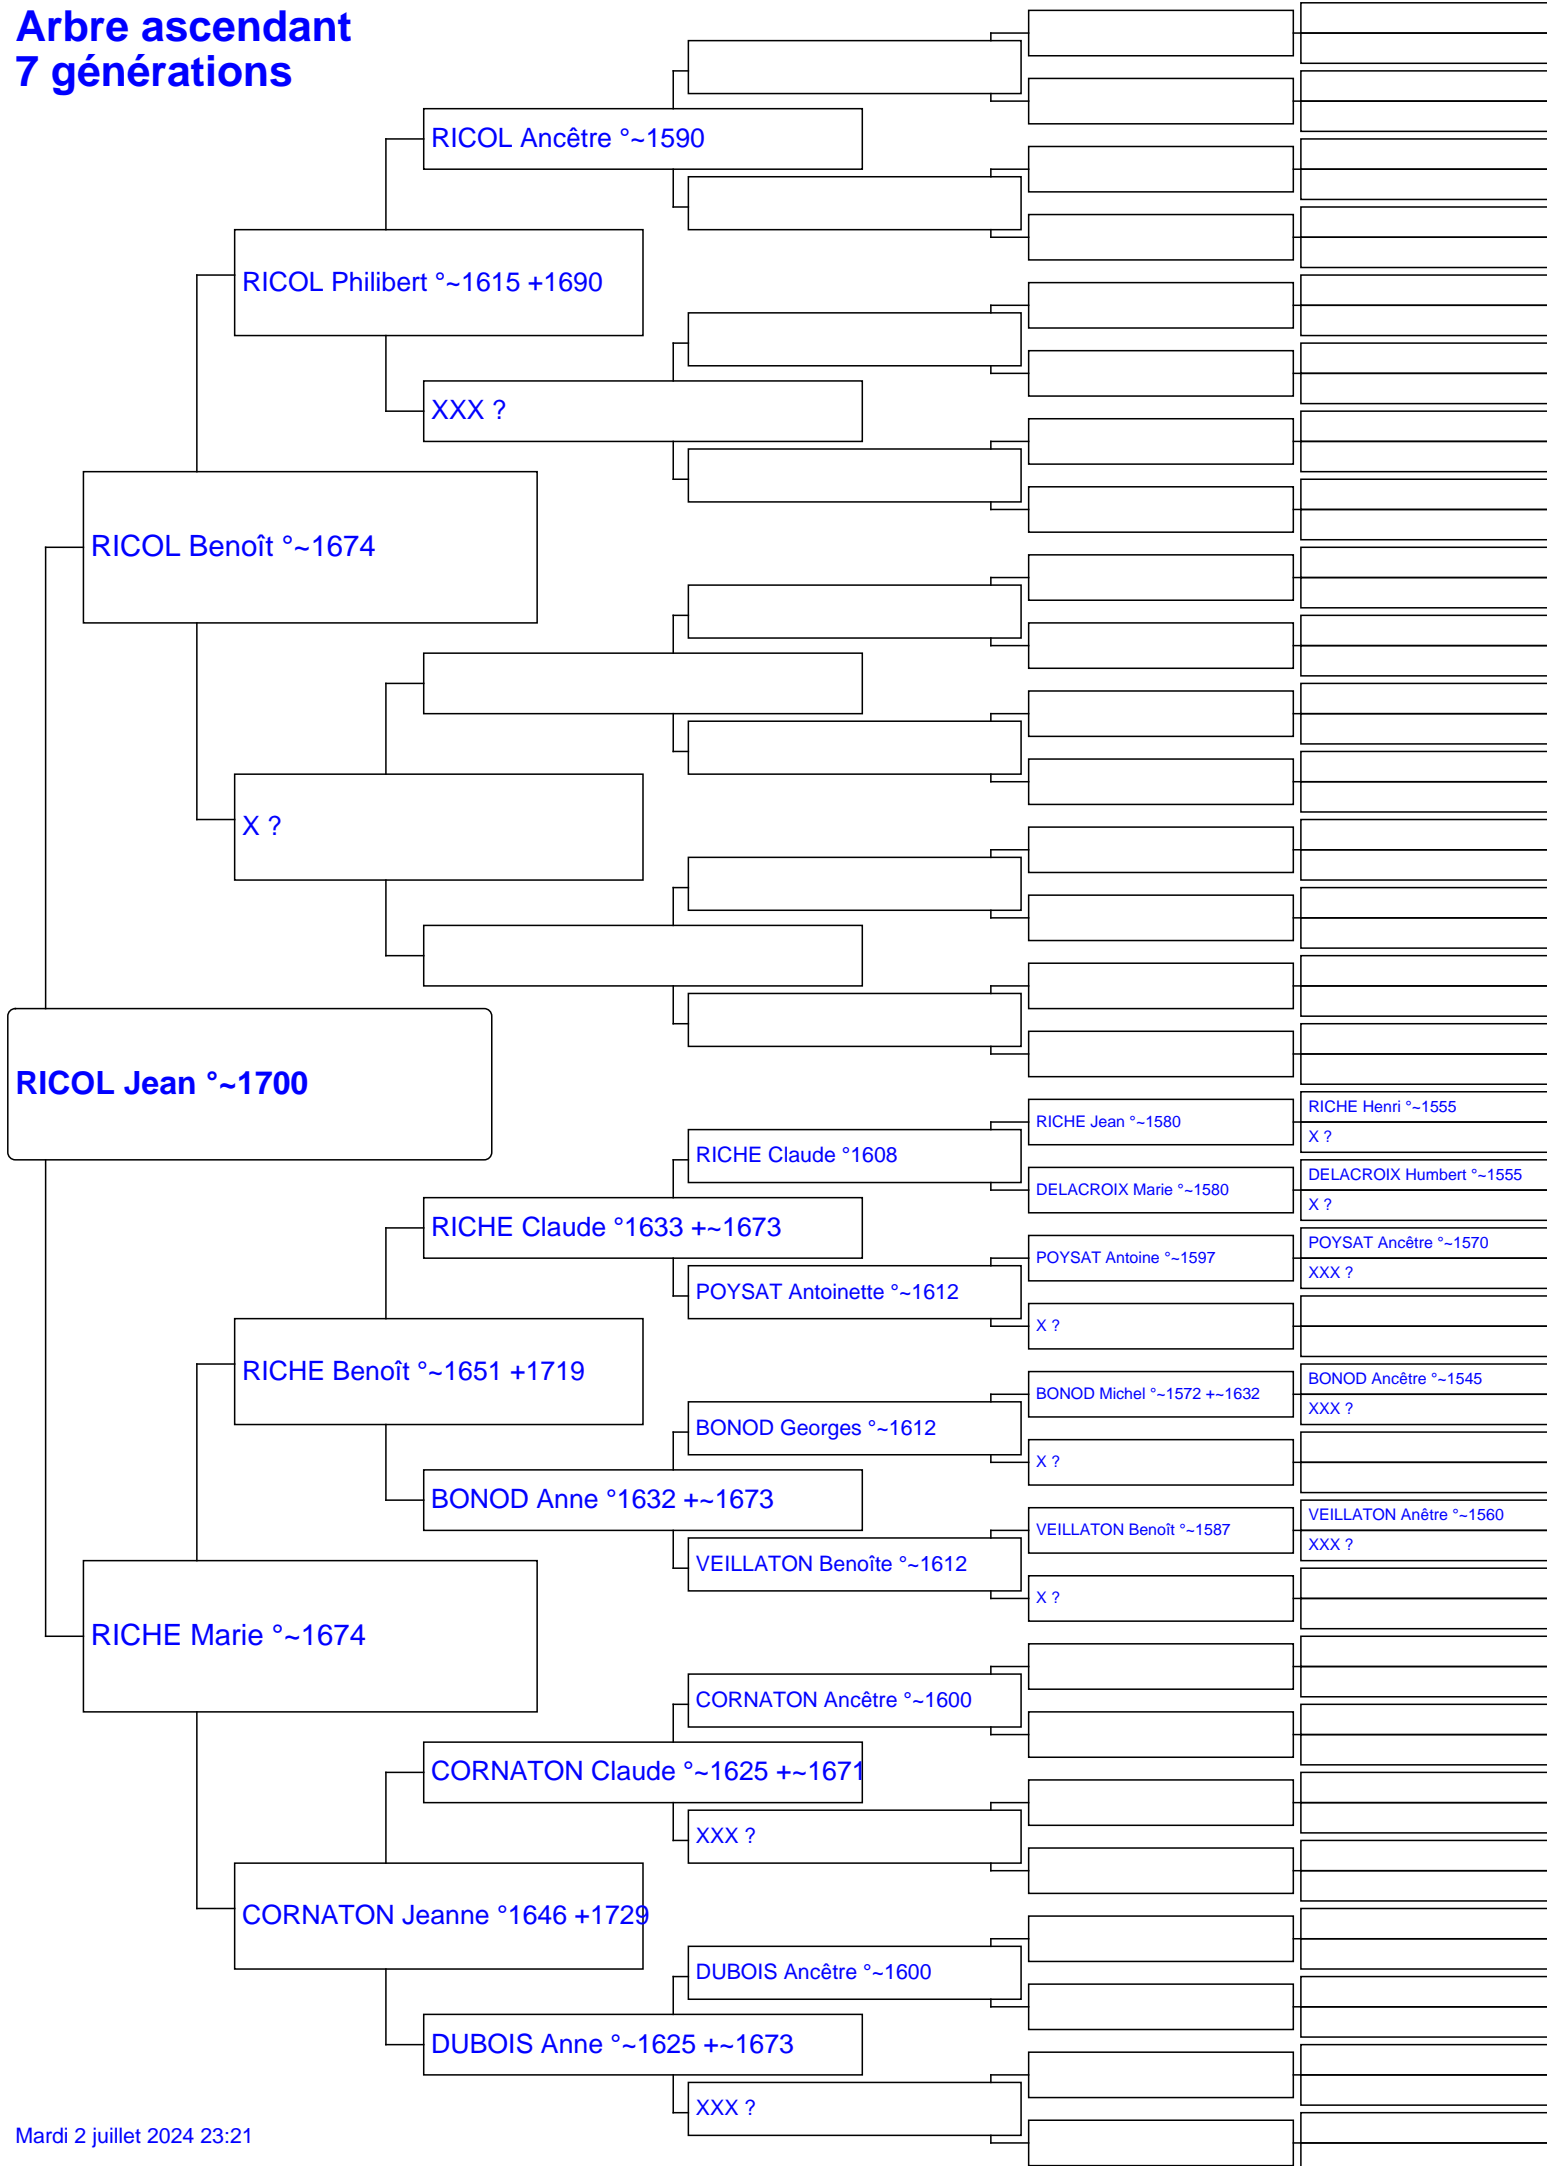 Arbre ascendant
7 générations
RICOL Ancêtre °~1590
RICOL Philibert °~1615 +1690
XXX ?
RICOL Benoît °~1674
X ?
RICOL Jean °~1700
RICHE Henri °~1555
RICHE Jean °~1580
X ?
RICHE Claude °1608
DELACROIX Humbert °~1555
DELACROIX Marie °~1580
X ?
RICHE Claude °1633 +~1673
POYSAT Ancêtre °~1570
POYSAT Antoine °~1597
XXX ?
POYSAT Antoinette °~1612
X ?
RICHE Benoît °~1651 +1719
BONOD Ancêtre °~1545
BONOD Michel °~1572 +~1632
XXX ?
BONOD Georges °~1612
X ?
BONOD Anne °1632 +~1673
VEILLATON Anêtre °~1560
VEILLATON Benoît °~1587
XXX ?
VEILLATON Benoîte °~1612
X ?
RICHE Marie °~1674
CORNATON Ancêtre °~1600
CORNATON Claude °~1625 +~1671
XXX ?
CORNATON Jeanne °1646 +1729
DUBOIS Ancêtre °~1600
DUBOIS Anne °~1625 +~1673
XXX ?
Mardi 2 juillet 2024 23:21